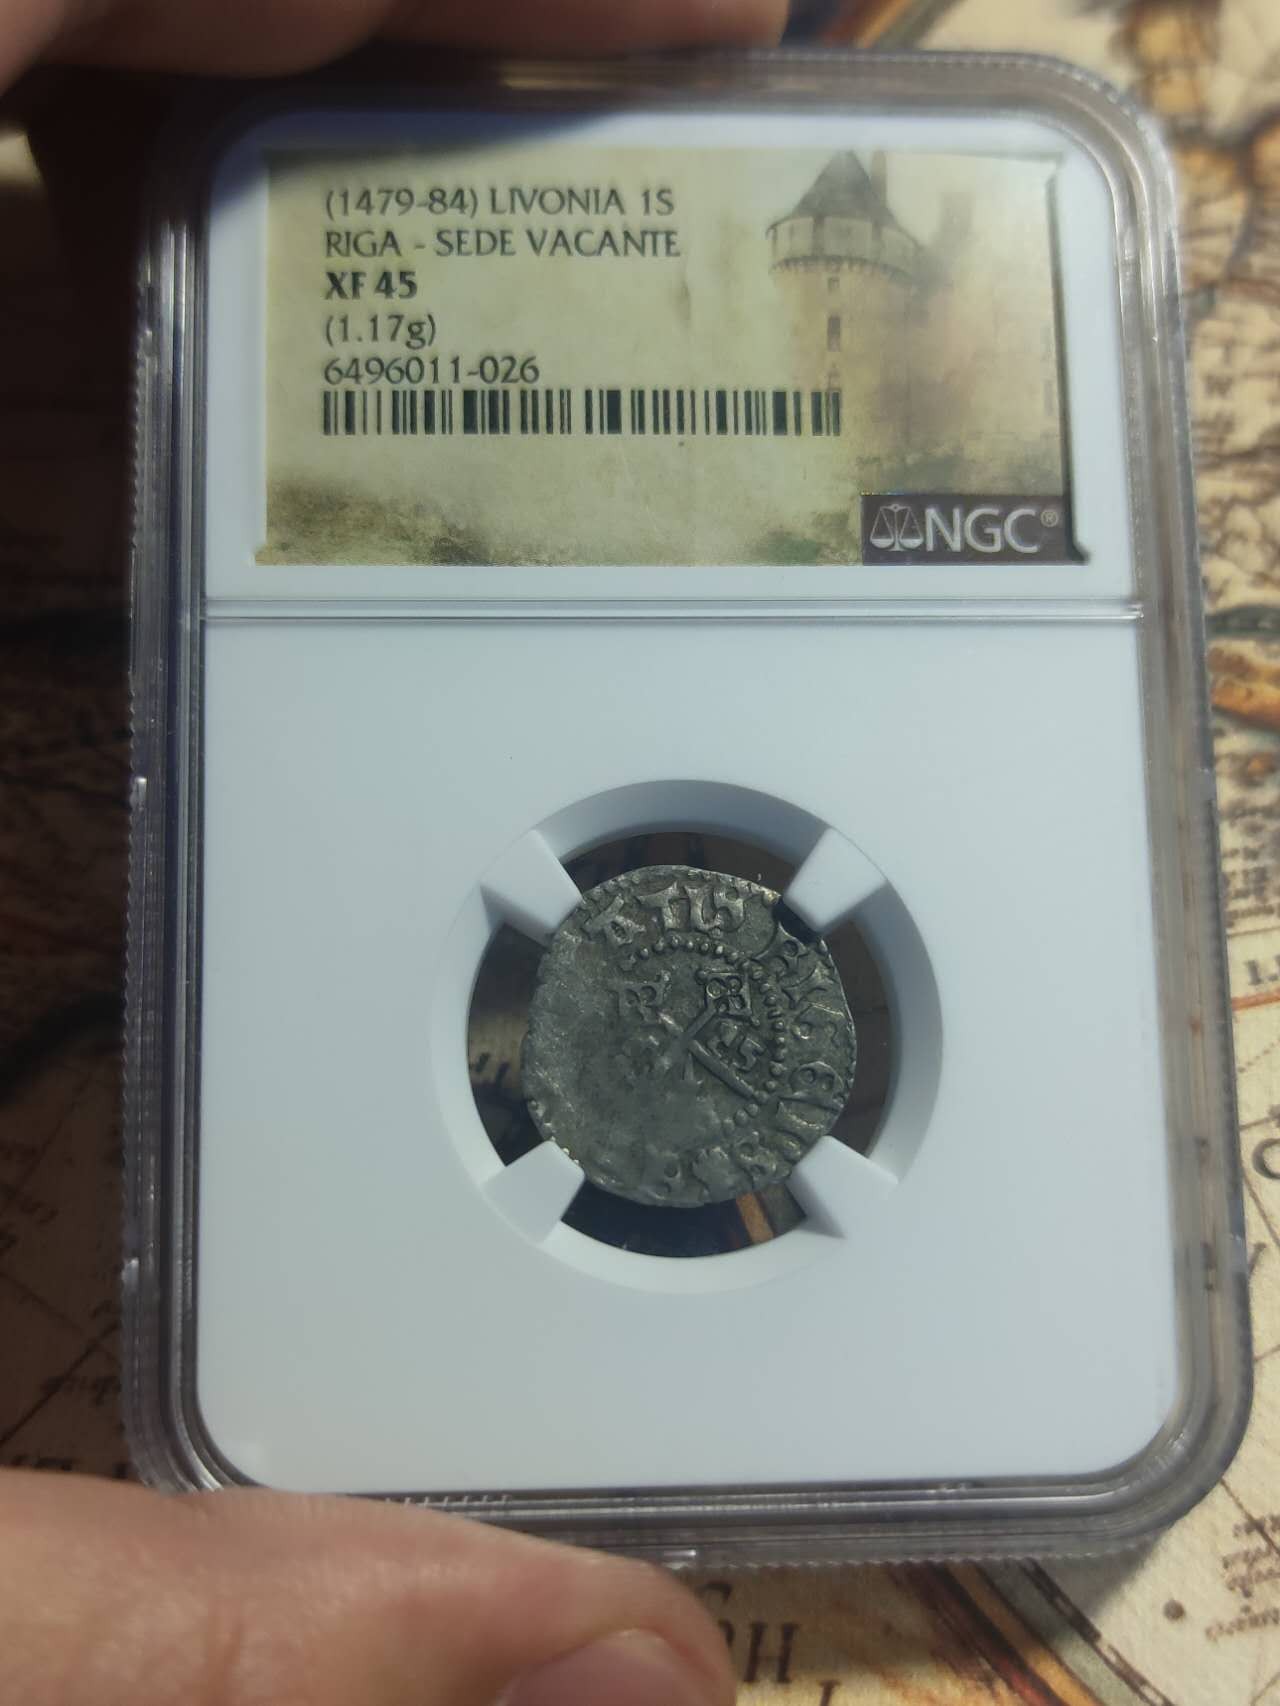 (1479-84) LIVONIA 1S
RIGA - SEDE VACANTE
XF 45
(1.17g)
6496011-026
NGC®